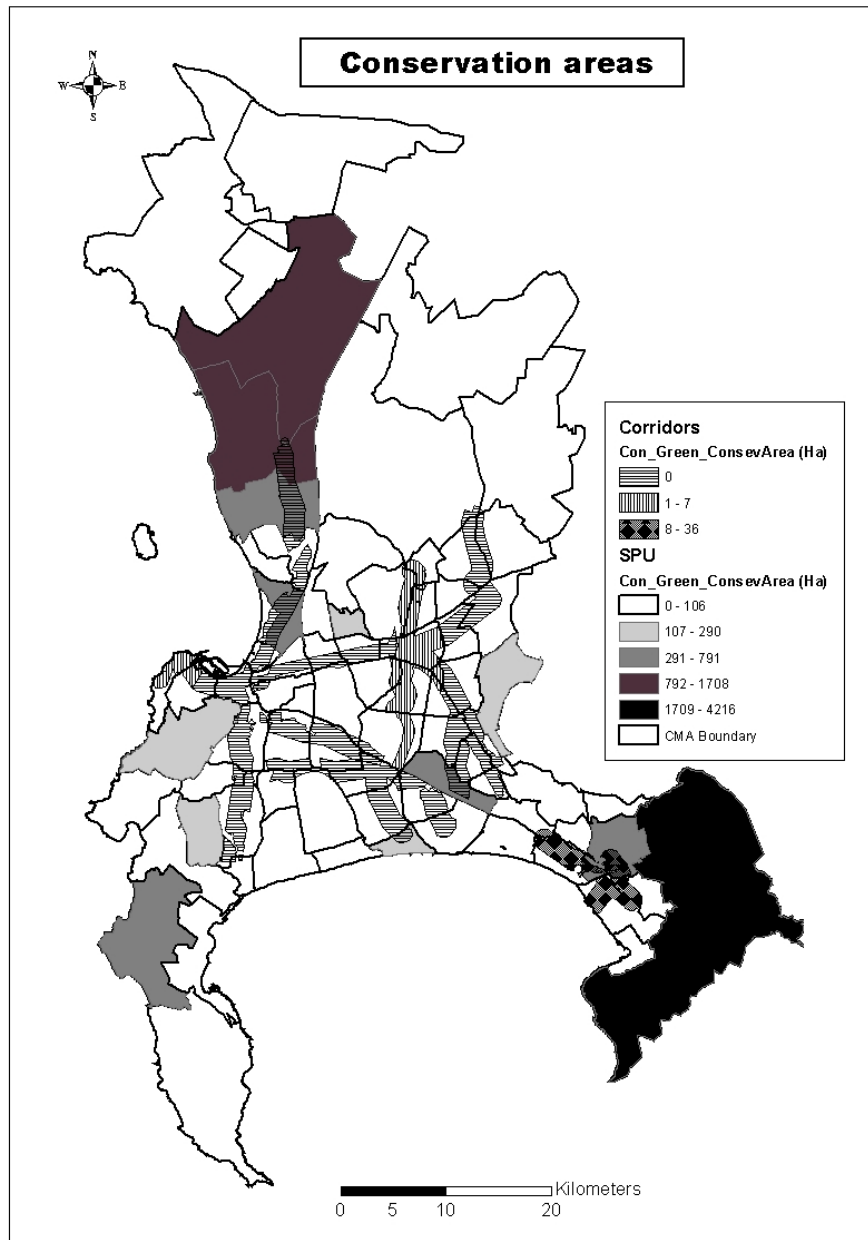 Conservation areas
N
W
E
S
Corridors
Con_Green_ConsevArea (Ha)
0
1 - 7
8 - 36
SPU
Con_Green_ConsevArea (Ha)
0 - 106
107 - 290
291 - 791
792 - 1708
1709 - 4216
CMA Boundary
Kilometers
0 5 10 20